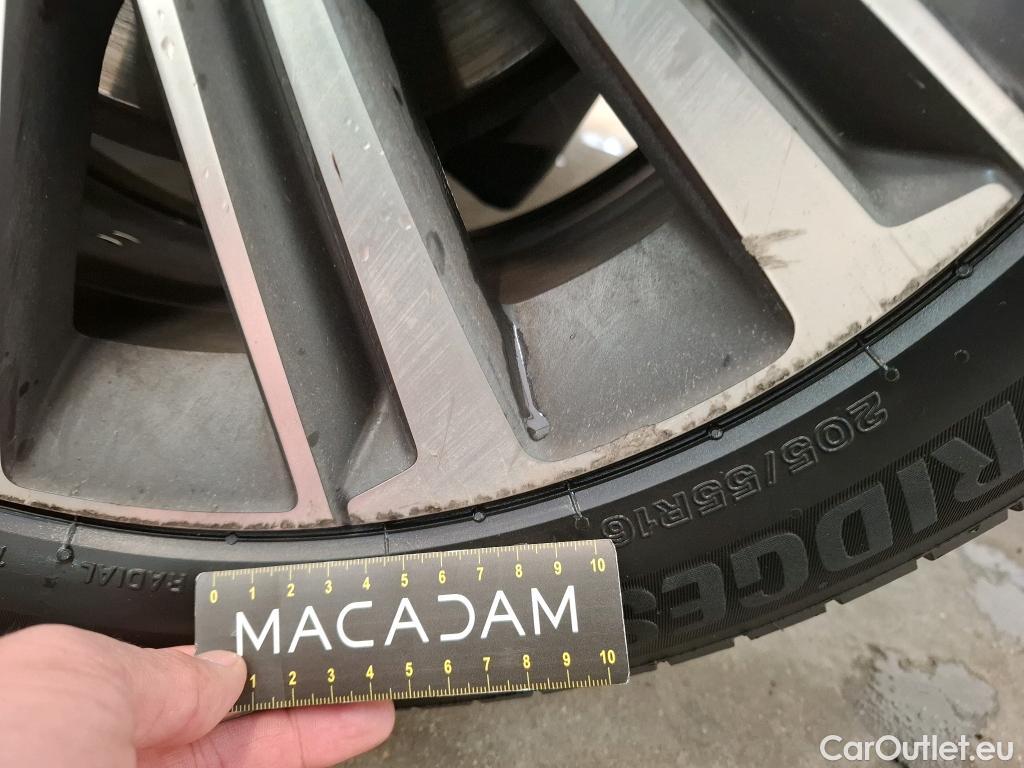 RADIAL
205/55R16
RIDGES
0 1 2 3 4 5 6 7 8 9 10
MACADAM
1 2 3 4 5 6 7 8 9 10
CarOutlet.eu